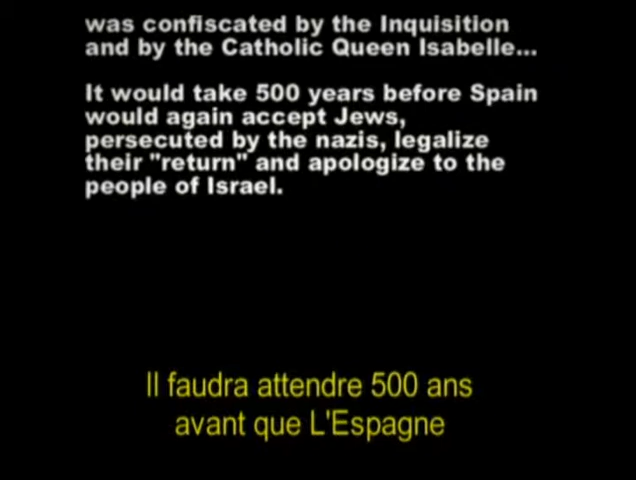 was confiscated by the Inquisition
and by the Catholic Queen Isabelle...
It would take 500 years before Spain
would again accept Jews,
persecuted by the nazis, legalize
their "return" and apologize to the
people of Israel.
Il faudra attendre 500 ans
avant que L'Espagne